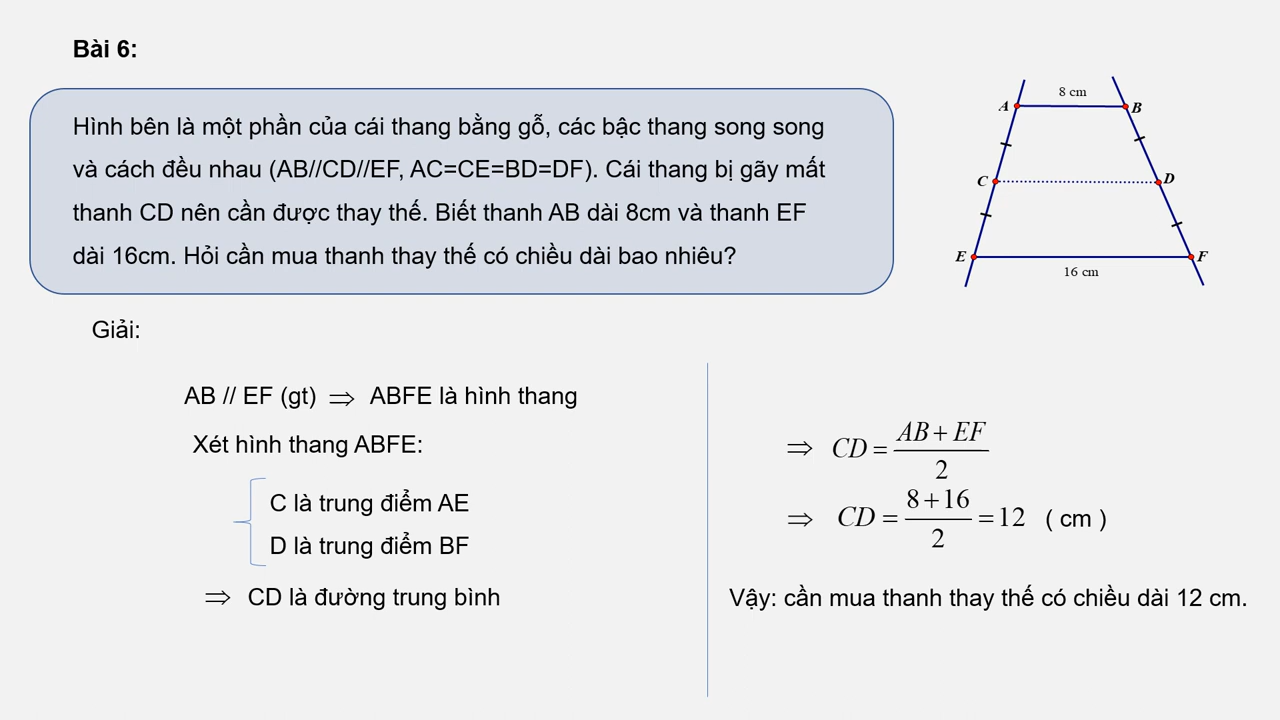 Bài 6:
Hình bên là một phần của cái thang bằng gỗ, các bậc thang song song
và cách đều nhau (AB//CD//EF, AC=CE=BD=DF). Cái thang bị gãy mất
thanh CD nên cần được thay thế. Biết thanh AB dài 8cm và thanh EF
dài 16cm. Hỏi cần mua thanh thay thế có chiều dài bao nhiêu?
8 cm
A
B
C
D
E
F
16 cm
Giải:
AB // EF (gt) ⇒ ABFE là hình thang
Xét hình thang ABFE:
C là trung điểm AE
D là trung điểm BF
⇒ CD là đường trung bình
⇒ CD = (AB + EF)/2
⇒ CD = (8+16)/2 = 12 ( cm )
Vậy: cần mua thanh thay thế có chiều dài 12 cm.